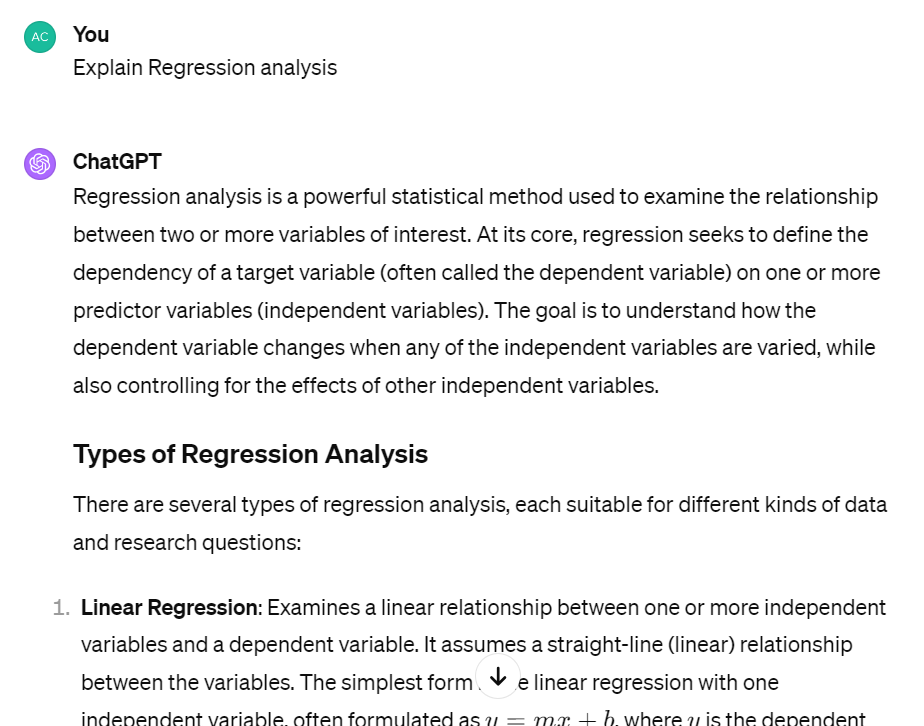 AC
You
Explain Regression analysis
ChatGPT
Regression analysis is a powerful statistical method used to examine the relationship
between two or more variables of interest. At its core, regression seeks to define the
dependency of a target variable (often called the dependent variable) on one or more
predictor variables (independent variables). The goal is to understand how the
dependent variable changes when any of the independent variables are varied, while
also controlling for the effects of other independent variables.
Types of Regression Analysis
There are several types of regression analysis, each suitable for different kinds of data
and research questions:
1. Linear Regression: Examines a linear relationship between one or more independent
variables and a dependent variable. It assumes a straight-line (linear) relationship
between the variables. The simplest form linear regression with one
independent variable, often formulated as y = mx + b, where y is the dependent